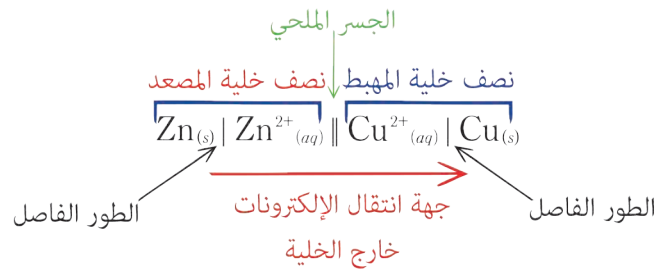 الجسر الملحي
نصف خلية المصعد
نصف خلية المهبط
Zn(s) | Zn²⁺(aq) || Cu²⁺(aq) | Cu(s)
الطور الفاصل
جهة انتقال الإلكترونات
خارج الخلية
الطور الفاصل